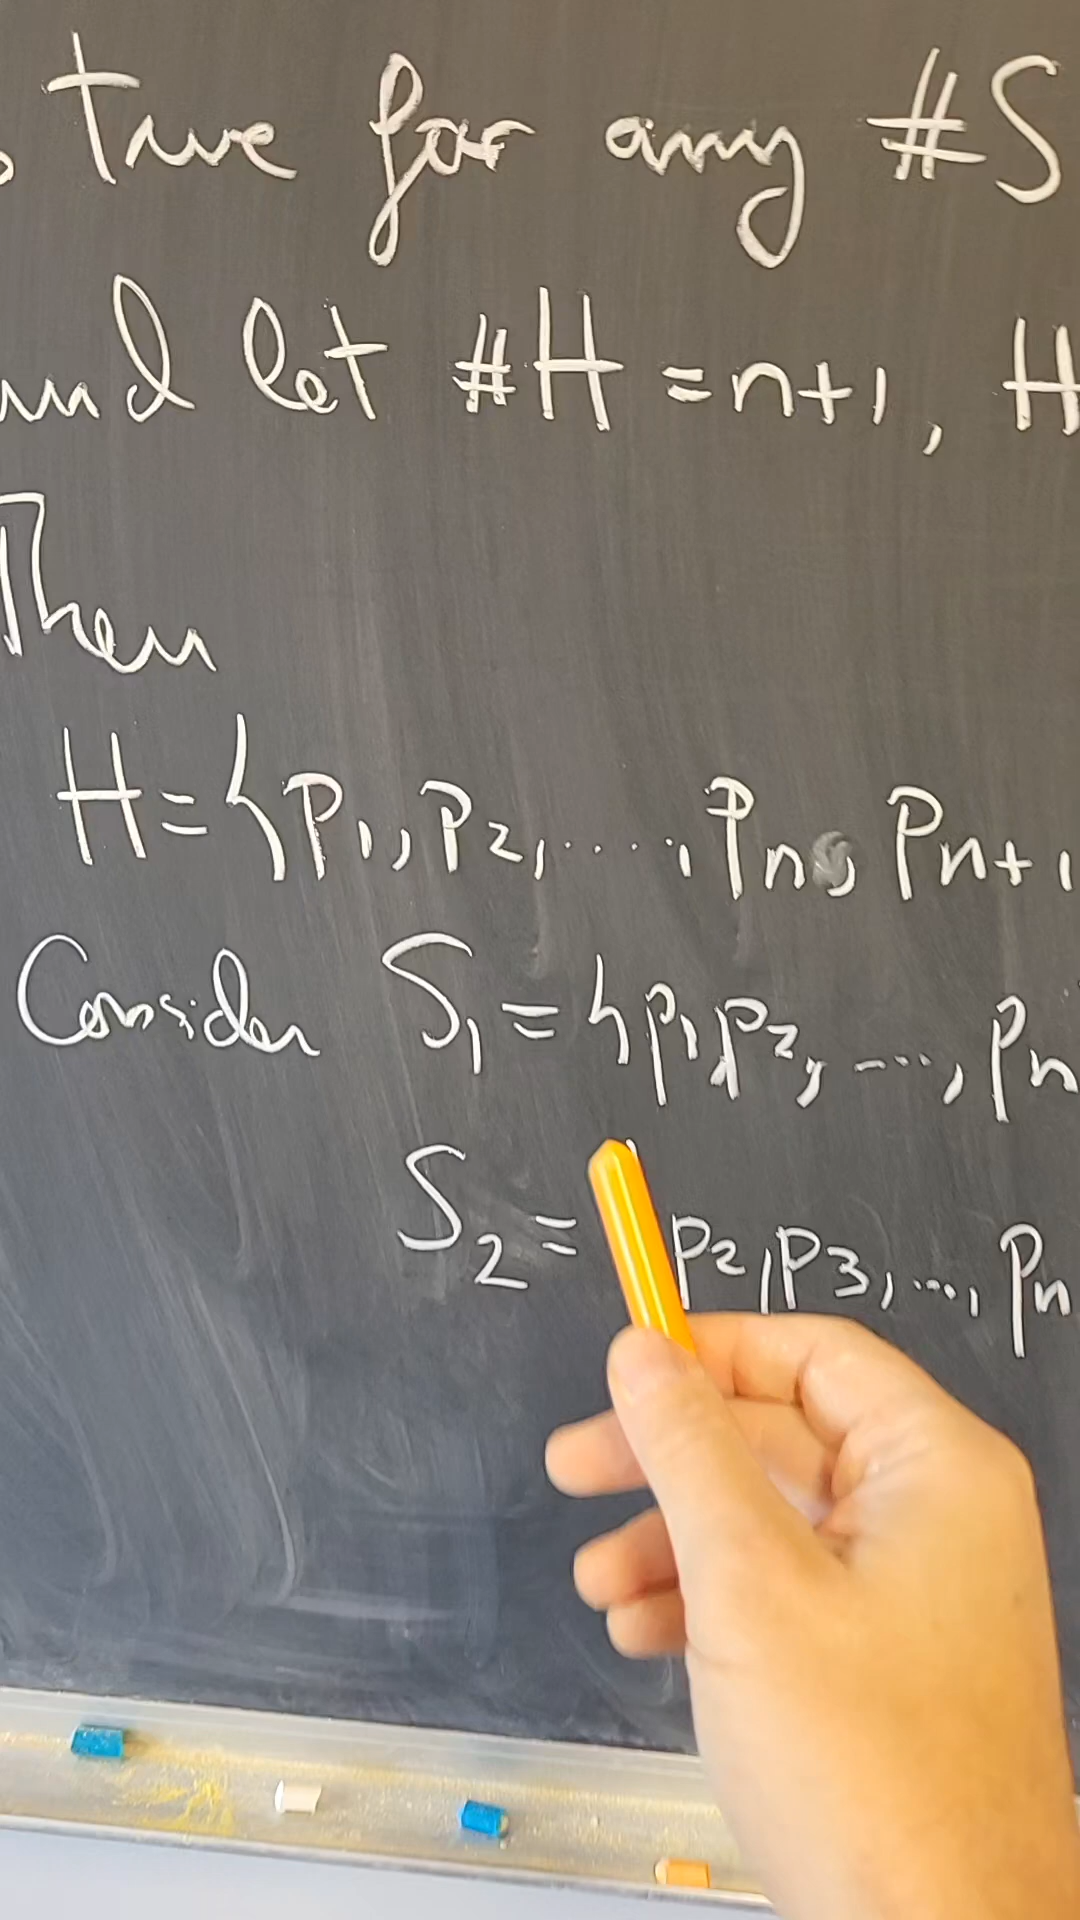 true for any #S
and let #H = n+1, H
Then
H = {p1, p2, ....., pn, pn+1
Consider S1 = {p1, p2, ..., pn
S2 = p2, p3, ..., pn